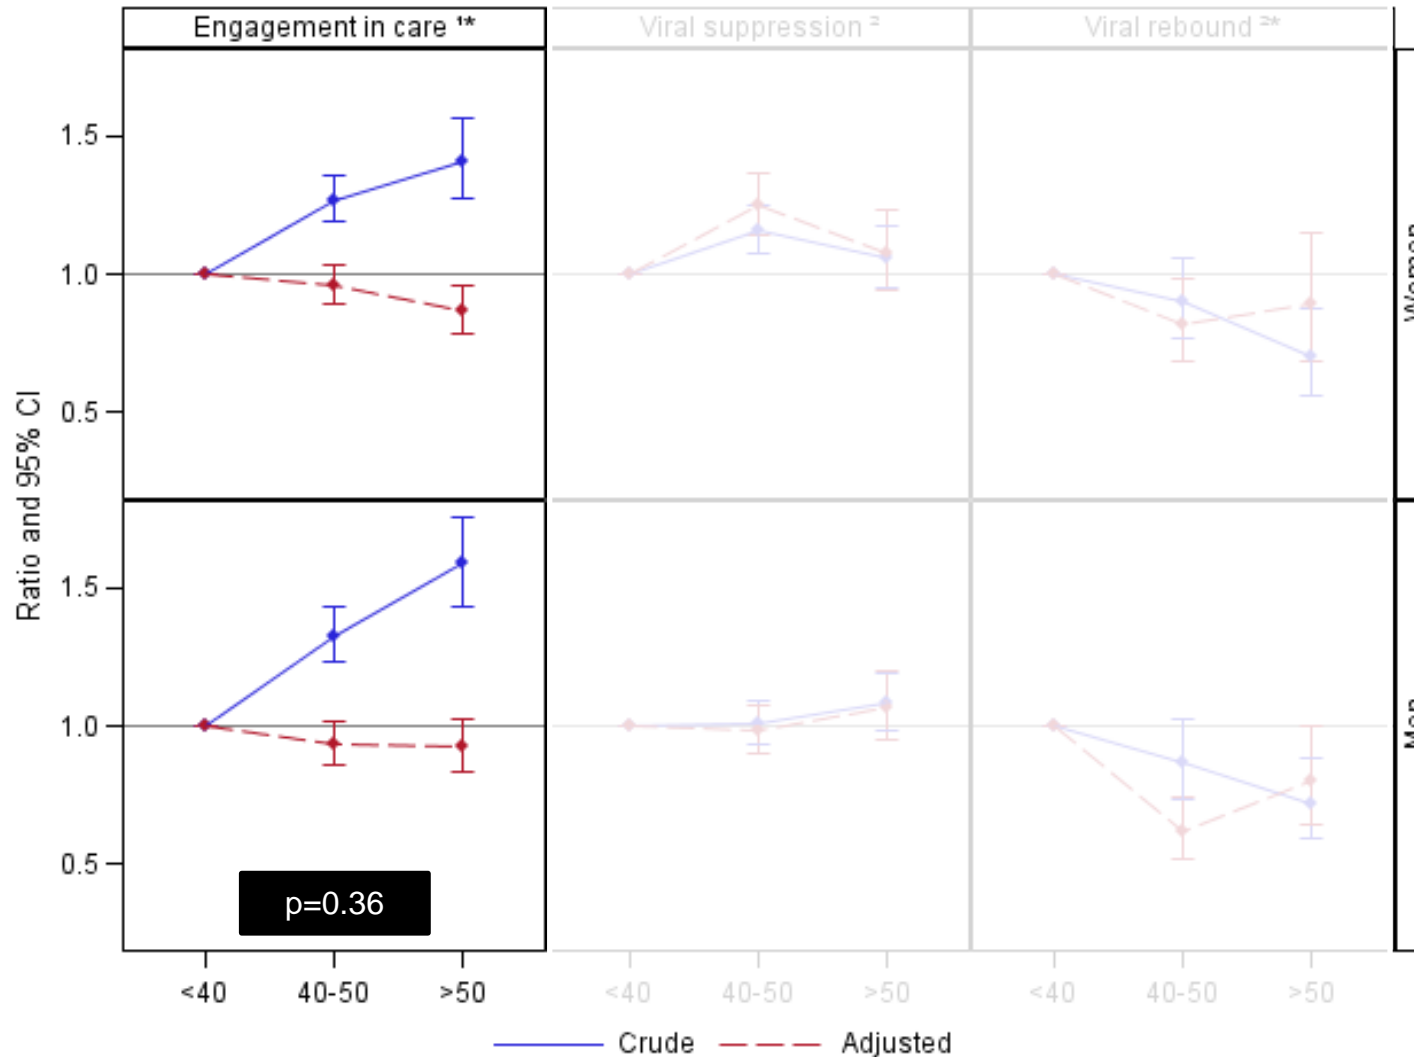 Engagement in care ¹*
Viral suppression ²
Viral rebound ²*
1.5
1.0
0.5
Women
1.5
1.0
0.5
Men
Ratio and 95% CI
p=0.36
<40 40-50 >50
<40 40-50 >50
<40 40-50 >50
Crude
Adjusted